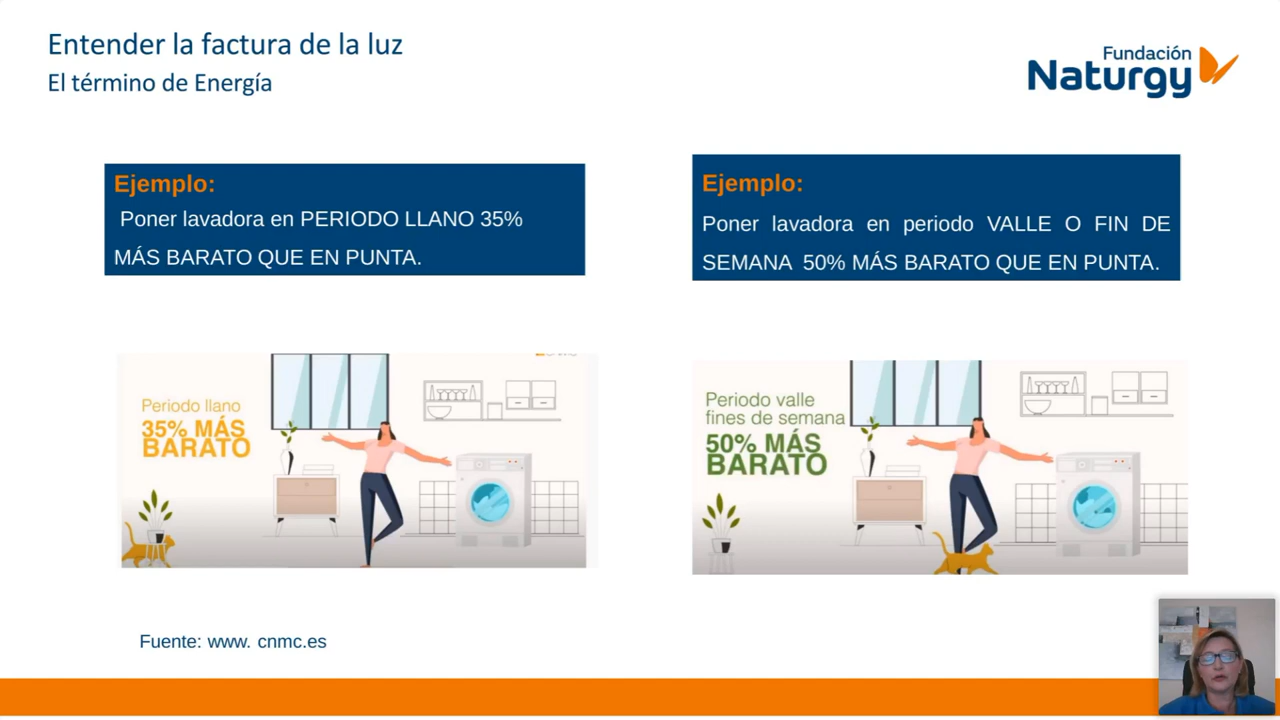 Entender la factura de la luz
El término de Energía
Fundación
Naturgy
Ejemplo:
Poner lavadora en PERIODO LLANO 35%
MÁS BARATO QUE EN PUNTA.
Ejemplo:
Poner lavadora en periodo VALLE O FIN DE
SEMANA 50% MÁS BARATO QUE EN PUNTA.
Periodo llano
35% MÁS
BARATO
Periodo valle
fines de semana
50% MÁS
BARATO
Fuente: www. cnmc.es